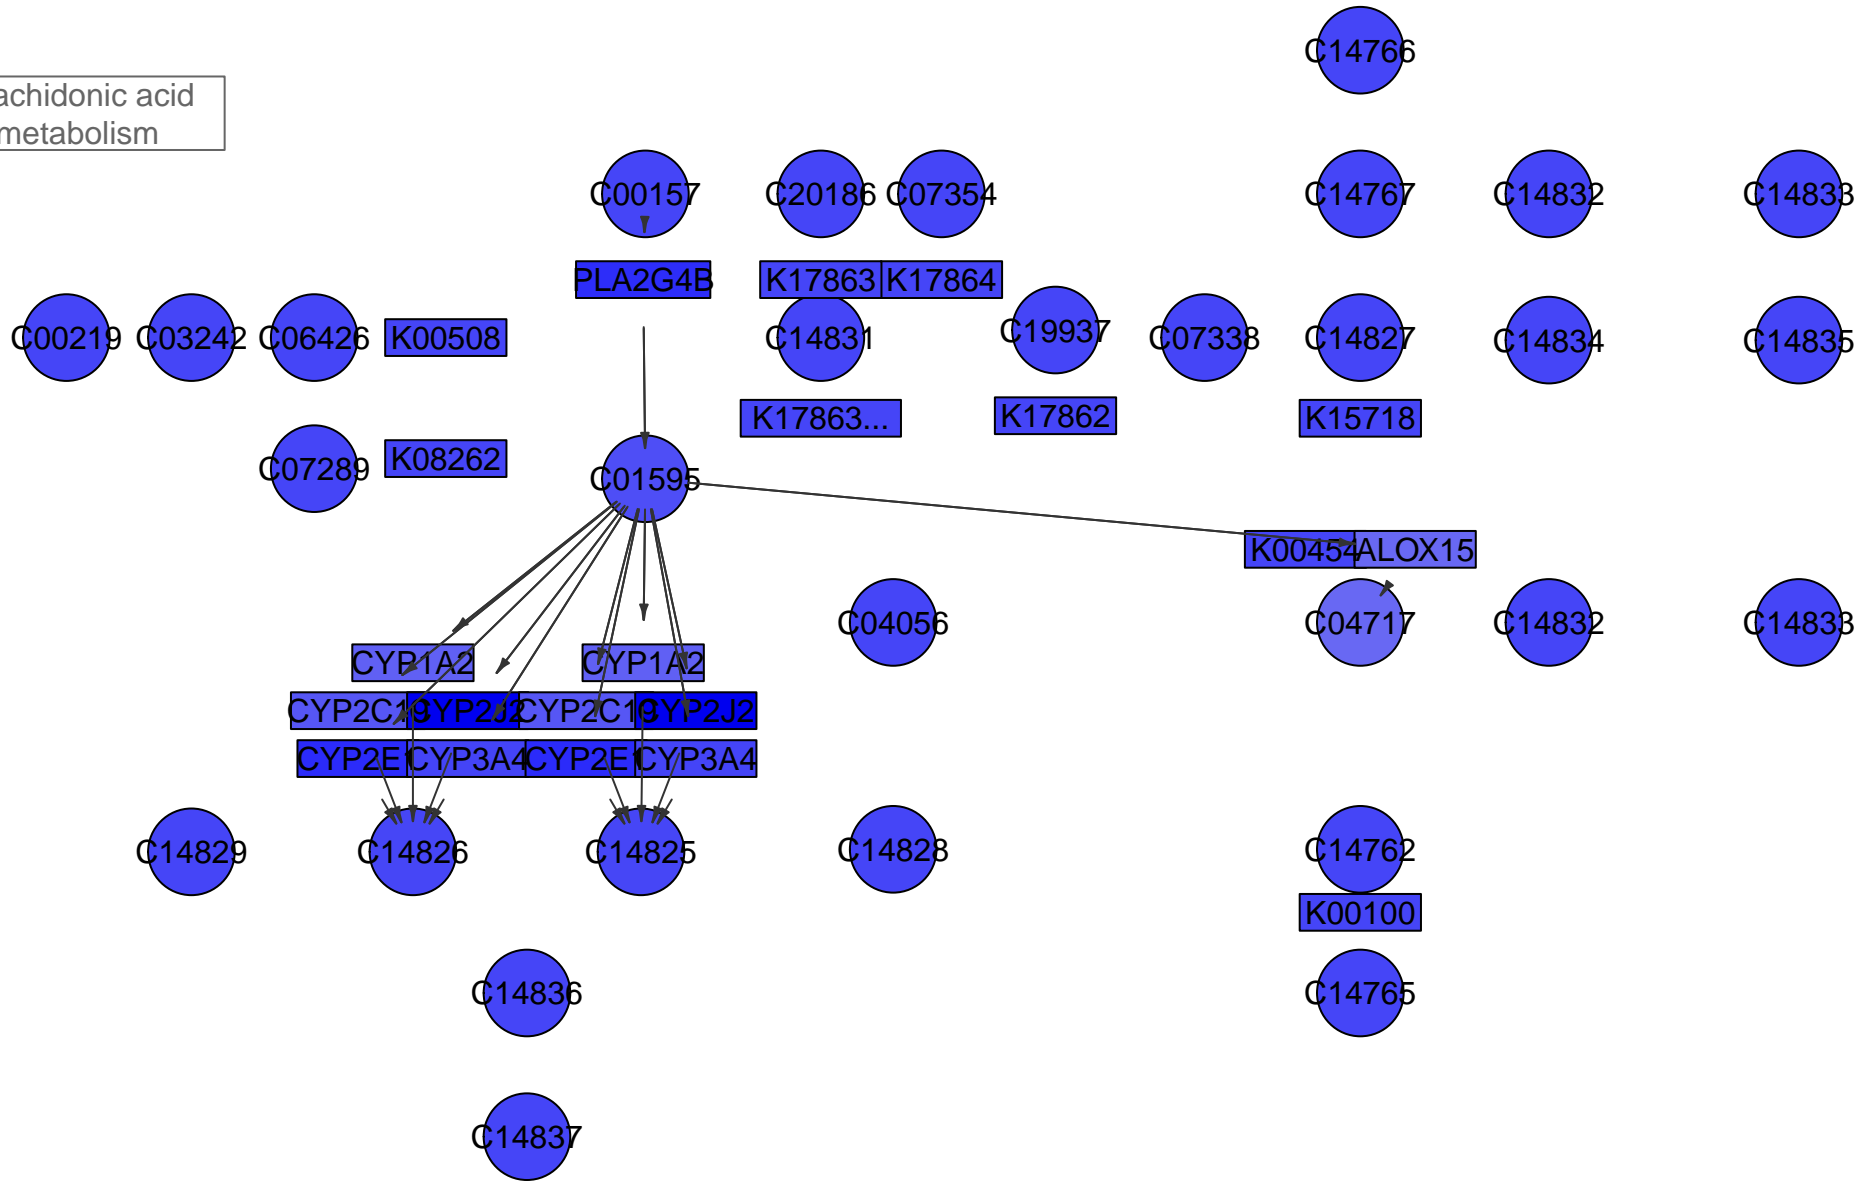 C14766
achidonic acid
metabolism
C00157
C20186
C07354
C14767
C14832
C14833
PLA2G4B
K17863
K17864
C00219
C03242
C06426
K00508
C14831
C19937
C07338
C14827
C14834
C14835
K17863...
K17862
K15718
C07289
K08262
C01595
K00454
ALOX15
C04056
C04717
C14832
C14833
CYP1A2
CYP1A2
CYP2C19
CYP2J2
CYP2C19
CYP2J2
CYP2E1
CYP3A4
CYP2E1
CYP3A4
C14829
C14826
C14825
C14828
C14762
K00100
C14836
C14765
C14837